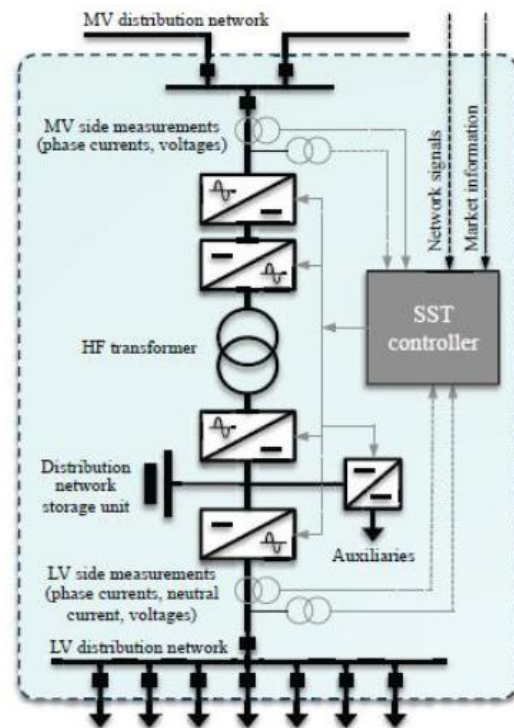 MV distribution network
MV side measurements
(phase currents, voltages)
Network signals
Market information
SST
controller
HF transformer
Distribution
network
storage unit
Auxiliaries
LV side measurements
(phase currents, neutral
current, voltages)
LV distribution network